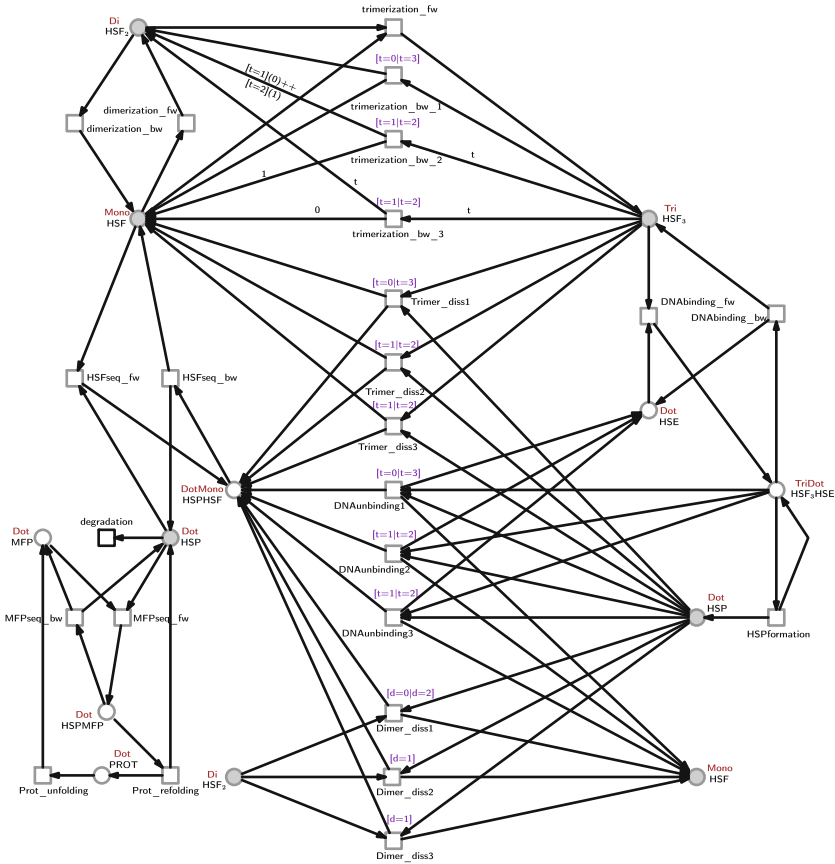 trimerization_fw
Di
HSF₂
[t=0|t=3]
[t=1](0)++
[t=2](1)
trimerization_bw_1
dimerization_fw
dimerization_bw
[t=1|t=2]
t
trimerization_bw_2
1
t
[t=1|t=2]
Mono
HSF
0
t
trimerization_bw_3
Tri
HSF₃
[t=0|t=3]
Trimer_diss1
DNAbinding_fw
DNAbinding_bw
[t=1|t=2]
HSFseq_fw
HSFseq_bw
Trimer_diss2
[t=1|t=2]
Dot
HSE
Trimer_diss3
[t=0|t=3]
DotMono
HSPHSF
TriDot
HSF₃HSE
DNAunbinding1
degradation
Dot
MFP
Dot
HSP
[t=1|t=2]
DNAunbinding2
[t=1|t=2]
Dot
HSP
MFPseq_bw
MFPseq_fw
DNAunbinding3
HSPformation
[d=0|d=2]
Dot
HSPMFP
Dimer_diss1
Dot
PROT
[d=1]
Di
HSF₂
Mono
HSF
Prot_unfolding
Prot_refolding
Dimer_diss2
[d=1]
Dimer_diss3